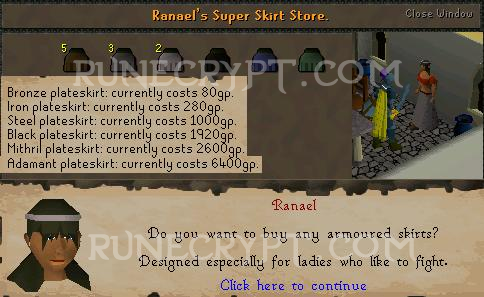 Ranael's Super Skirt Store.
Close Window
5 3 2
RUNECRYPT.COM
Bronze plateskirt: currently costs 80gp.
Iron plateskirt: currently costs 280gp.
Steel plateskirt: currently costs 1000gp.
Black plateskirt: currently costs 1920gp.
Mithril plateskirt: currently costs 2600gp.
Adamant plateskirt: currently costs 6400gp.
Ranael
Do you want to buy any armoured skirts?
RUNECRYPT.COM
Designed especially for ladies who like to fight.
Click here to continue